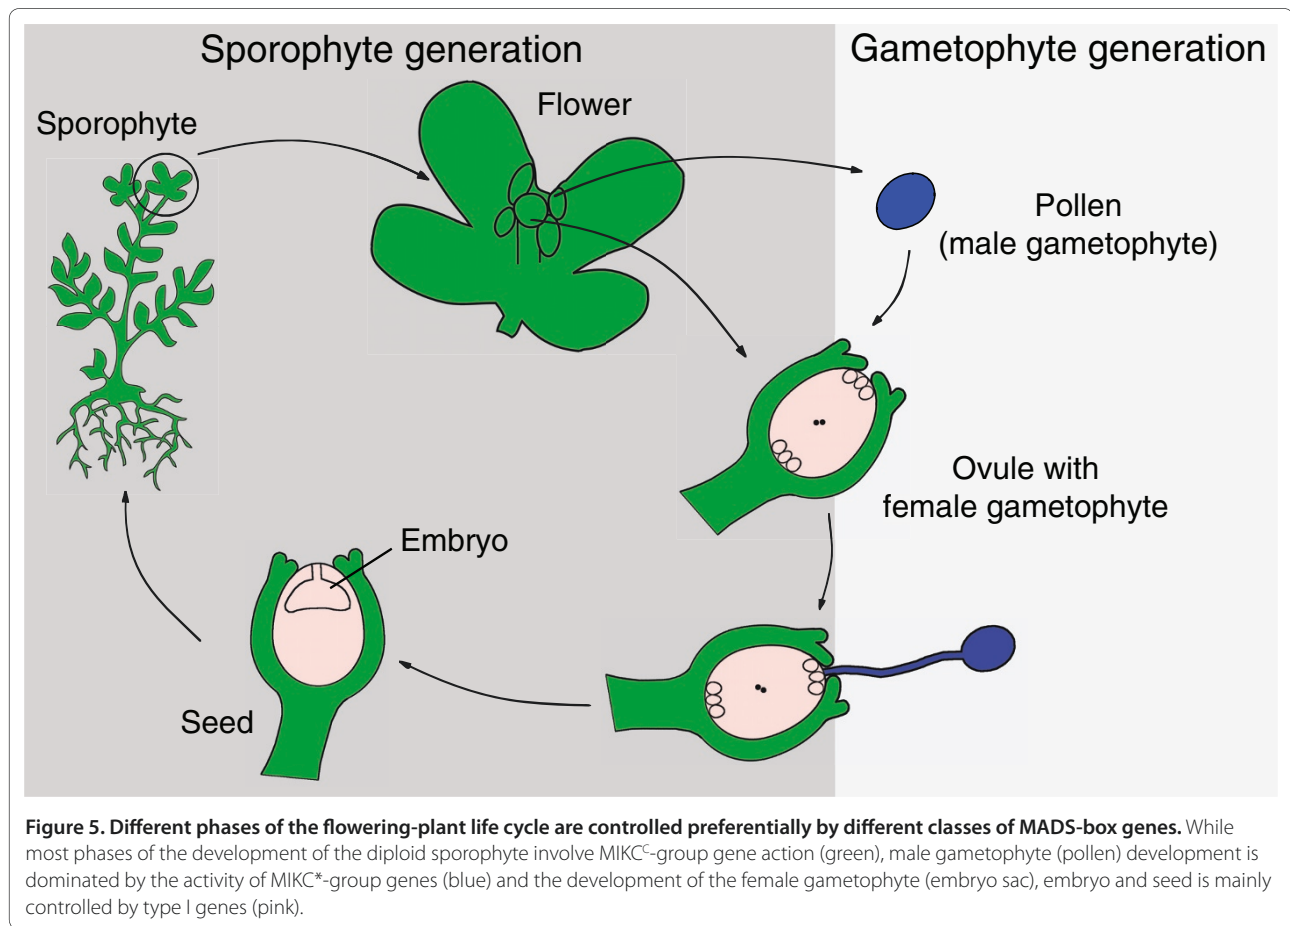 Sporophyte generation
Gametophyte generation
Sporophyte
Flower
Pollen
(male gametophyte)
Ovule with
female gametophyte
Embryo
Seed
Figure 5. Different phases of the flowering-plant life cycle are controlled preferentially by different classes of MADS-box genes. While
most phases of the development of the diploid sporophyte involve MIKCᶜ-group gene action (green), male gametophyte (pollen) development is
dominated by the activity of MIKC*-group genes (blue) and the development of the female gametophyte (embryo sac), embryo and seed is mainly
controlled by type I genes (pink).